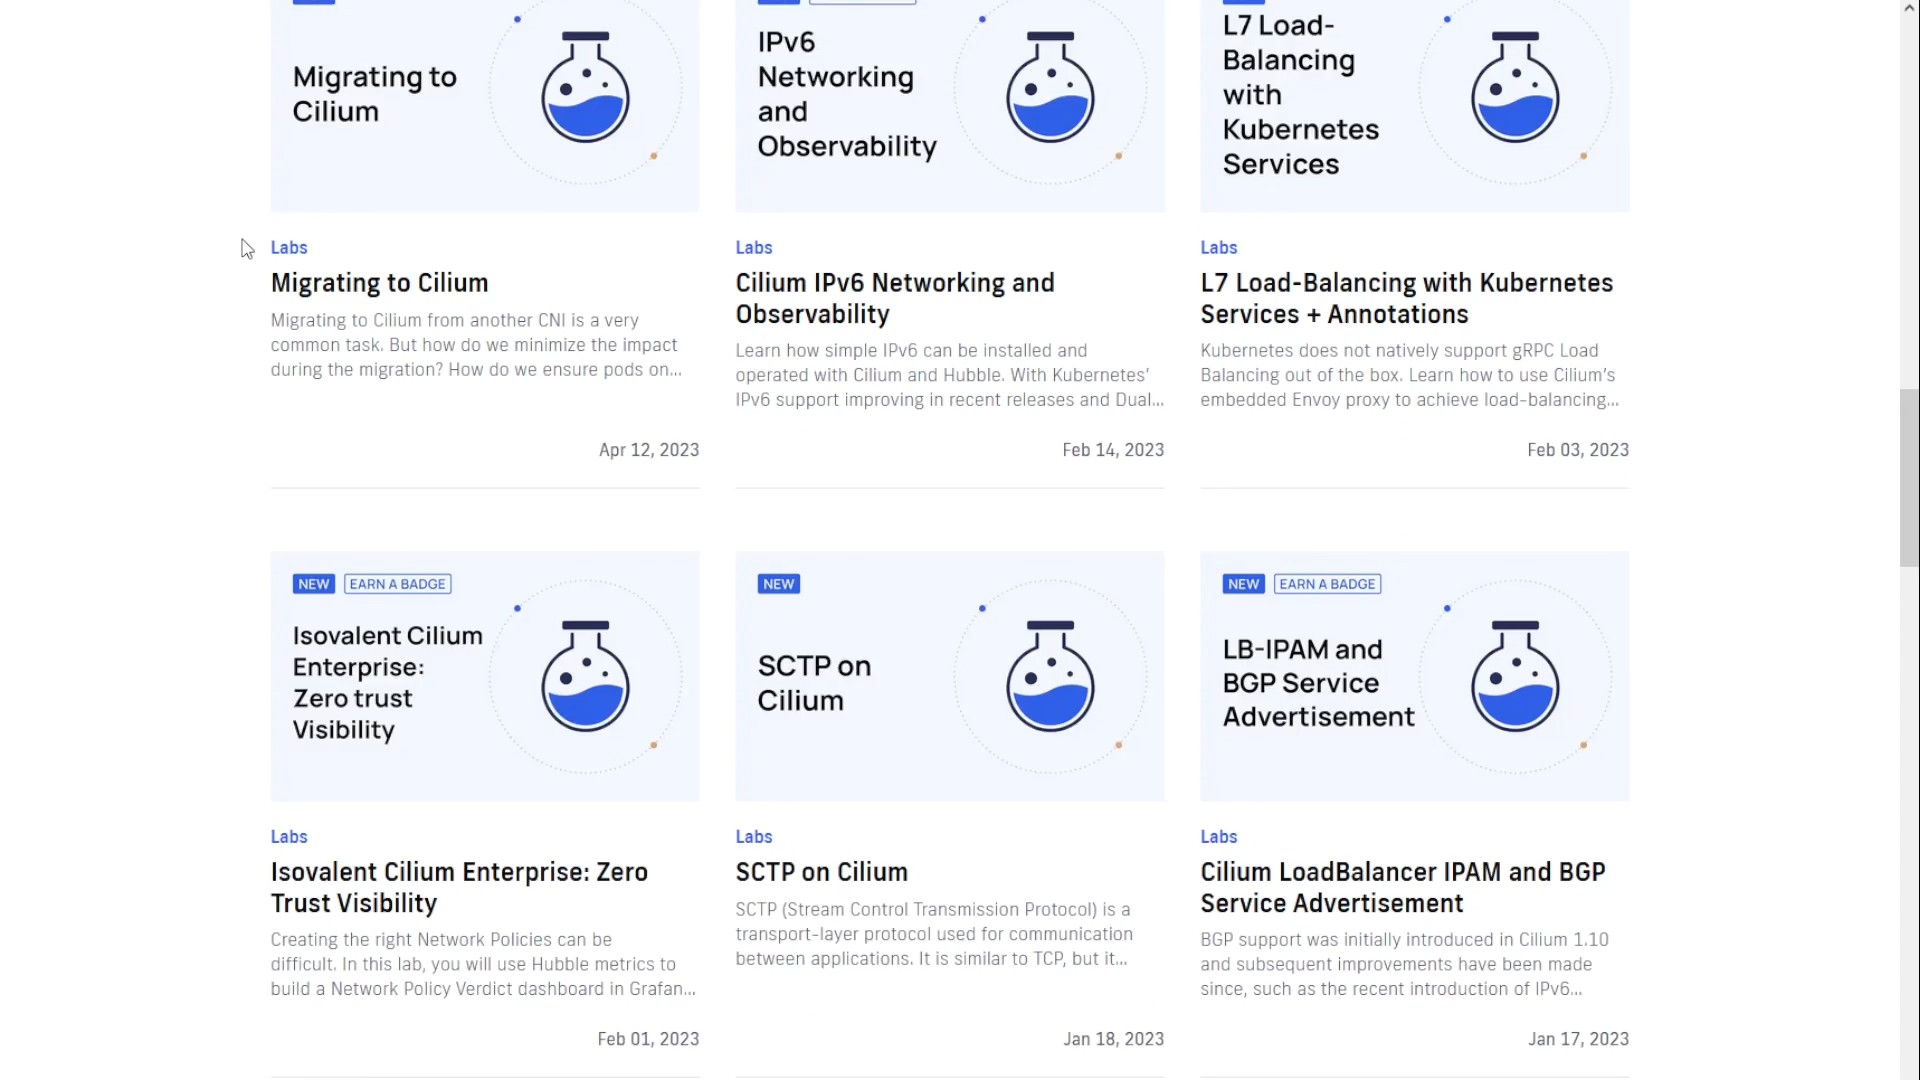 Migrating to
Cilium
Labs
Migrating to Cilium
Migrating to Cilium from another CNI is a very
common task. But how do we minimize the impact
during the migration? How do we ensure pods on...
Apr 12, 2023
IPv6
Networking
and
Observability
Labs
Cilium IPv6 Networking and
Observability
Learn how simple IPv6 can be installed and
operated with Cilium and Hubble. With Kubernetes’
IPv6 support improving in recent releases and Dual...
Feb 14, 2023
L7 Load-
Balancing
with
Kubernetes
Services
Labs
L7 Load-Balancing with Kubernetes
Services + Annotations
Kubernetes does not natively support gRPC Load
Balancing out of the box. Learn how to use Cilium’s
embedded Envoy proxy to achieve load-balancing...
Feb 03, 2023
NEW EARN A BADGE
Isovalent Cilium
Enterprise:
Zero trust
Visibility
Labs
Isovalent Cilium Enterprise: Zero
Trust Visibility
Creating the right Network Policies can be
difficult. In this lab, you will use Hubble metrics to
build a Network Policy Verdict dashboard in Grafan...
Feb 01, 2023
NEW
SCTP on
Cilium
Labs
SCTP on Cilium
SCTP (Stream Control Transmission Protocol) is a
transport-layer protocol used for communication
between applications. It is similar to TCP, but it...
Jan 18, 2023
NEW EARN A BADGE
LB-IPAM and
BGP Service
Advertisement
Labs
Cilium LoadBalancer IPAM and BGP
Service Advertisement
BGP support was initially introduced in Cilium 1.10
and subsequent improvements have been made
since, such as the recent introduction of IPv6...
Jan 17, 2023